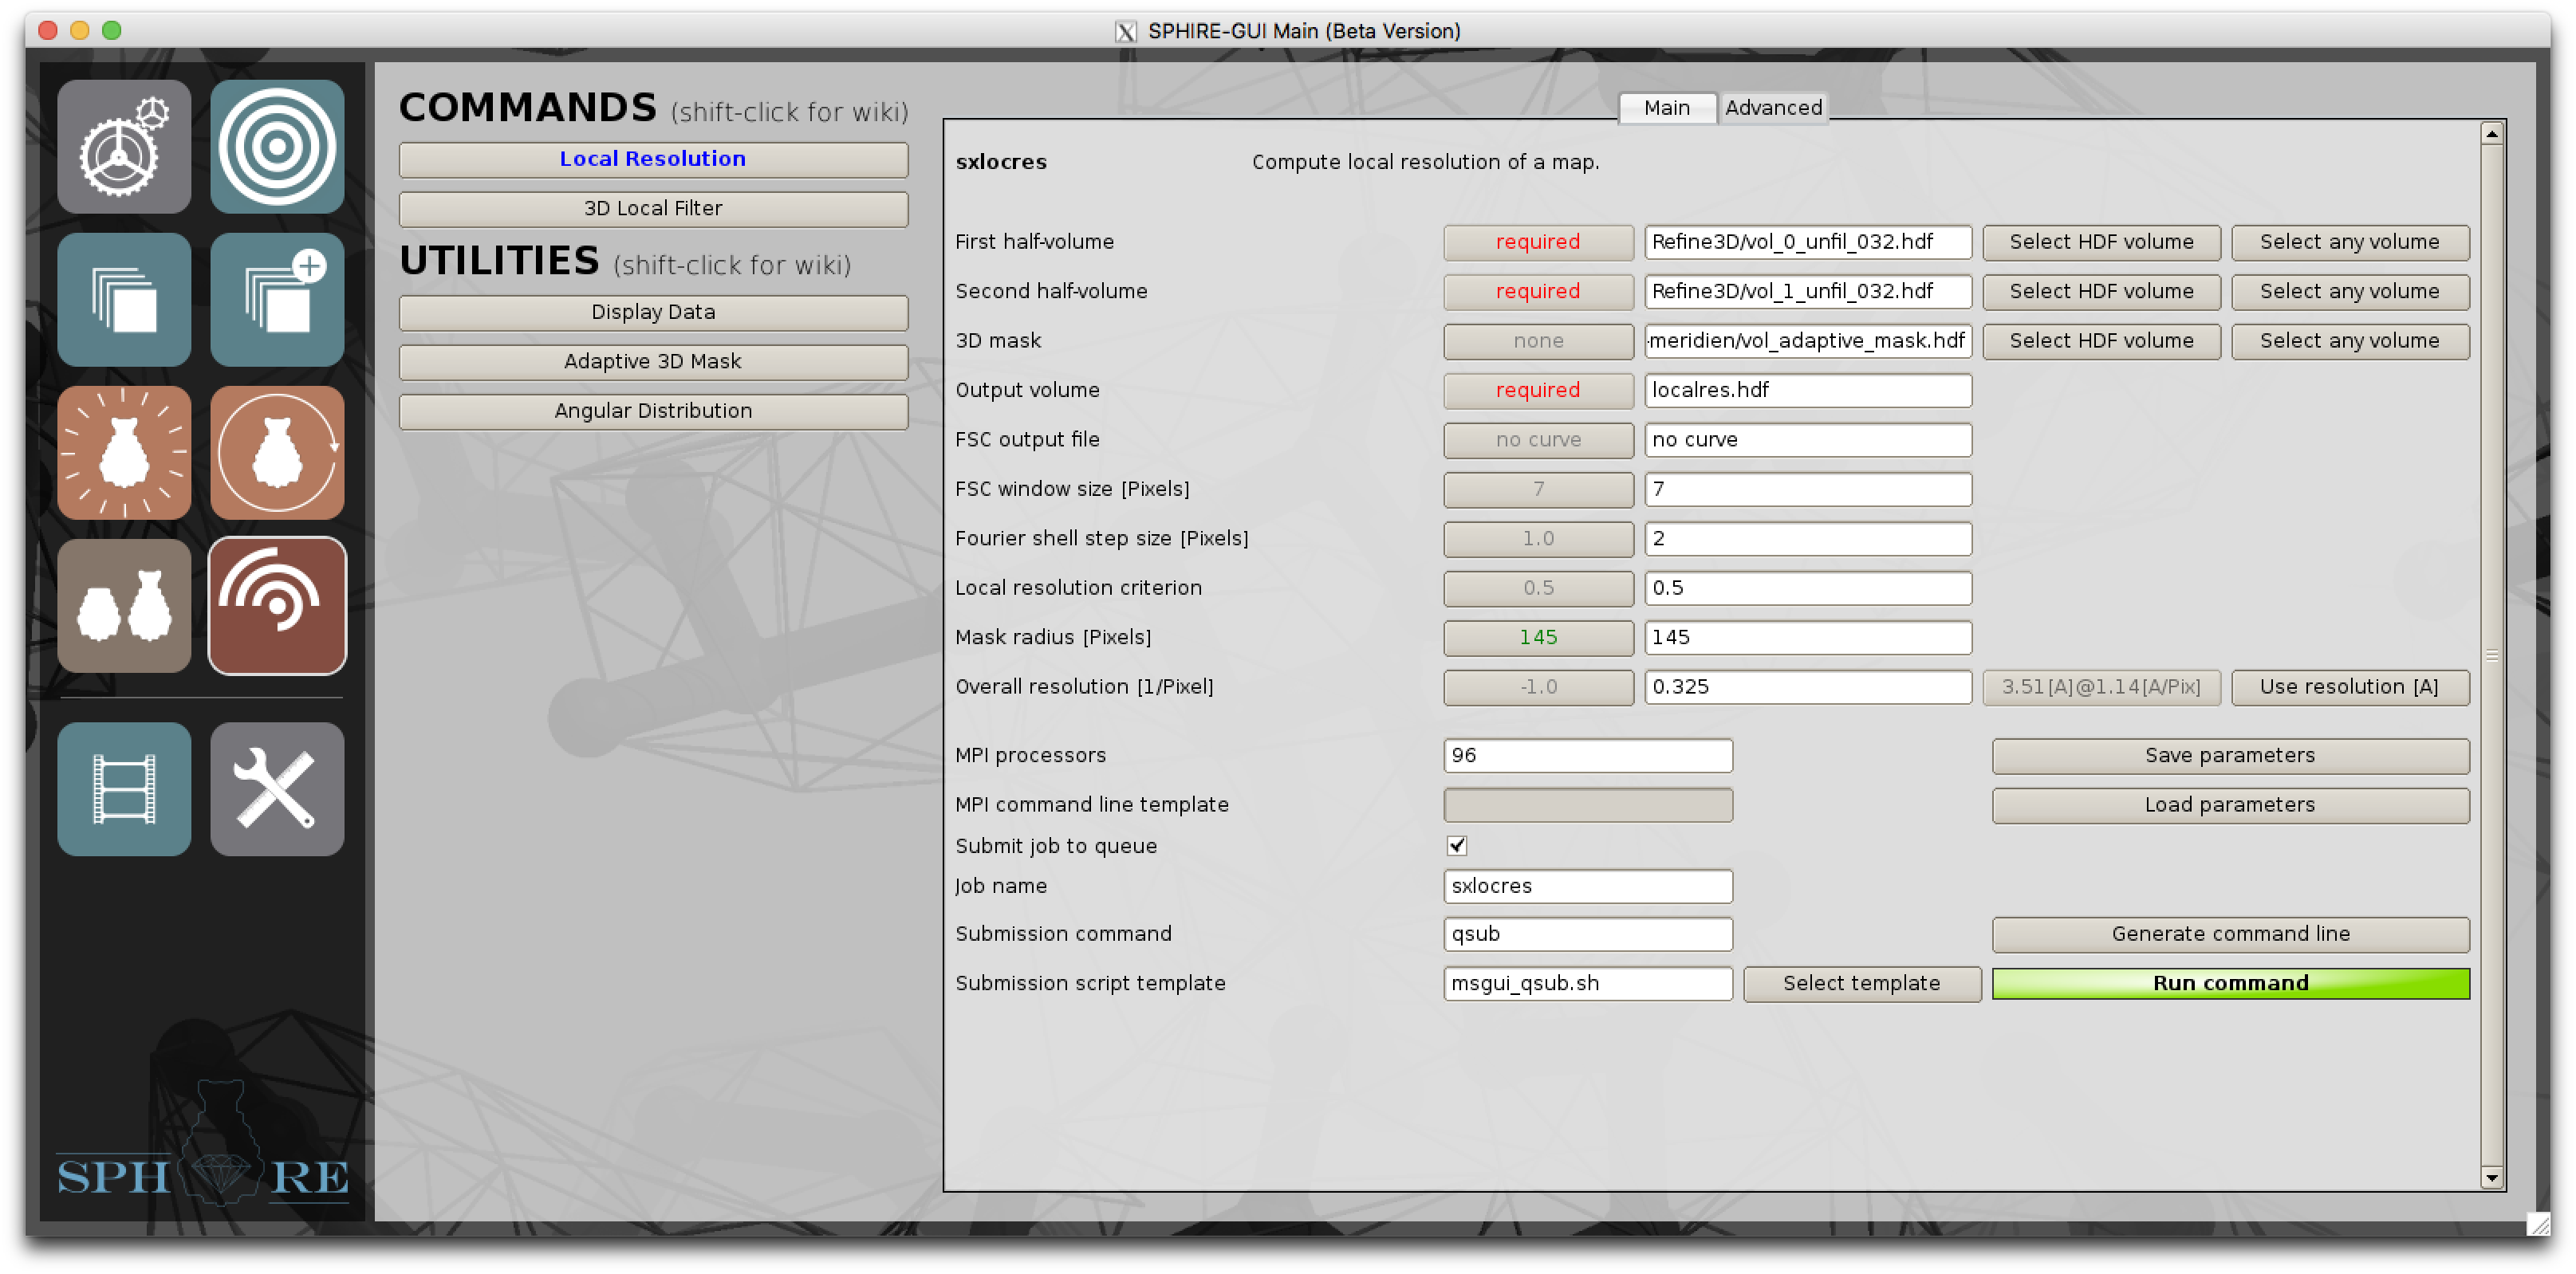 SPHIRE-GUI Main (Beta Version)
COMMANDS (shift-click for wiki)
Local Resolution
3D Local Filter
UTILITIES (shift-click for wiki)
Display Data
Adaptive 3D Mask
Angular Distribution
Main Advanced
sxlocres Compute local resolution of a map.
First half-volume required Refine3D/vol_0_unfil_032.hdf Select HDF volume Select any volume
Second half-volume required Refine3D/vol_1_unfil_032.hdf Select HDF volume Select any volume
3D mask none -meridien/vol_adaptive_mask.hdf Select HDF volume Select any volume
Output volume required localres.hdf
FSC output file no curve no curve
FSC window size [Pixels] 7 7
Fourier shell step size [Pixels] 1.0 2
Local resolution criterion 0.5 0.5
Mask radius [Pixels] 145 145
Overall resolution [1/Pixel] -1.0 0.325 3.51[A]@1.14[A/Pix] Use resolution [A]
MPI processors 96 Save parameters
MPI command line template Load parameters
Submit job to queue
Job name sxlocres
Submission command qsub Generate command line
Submission script template msgui_qsub.sh Select template Run command
SPH RE